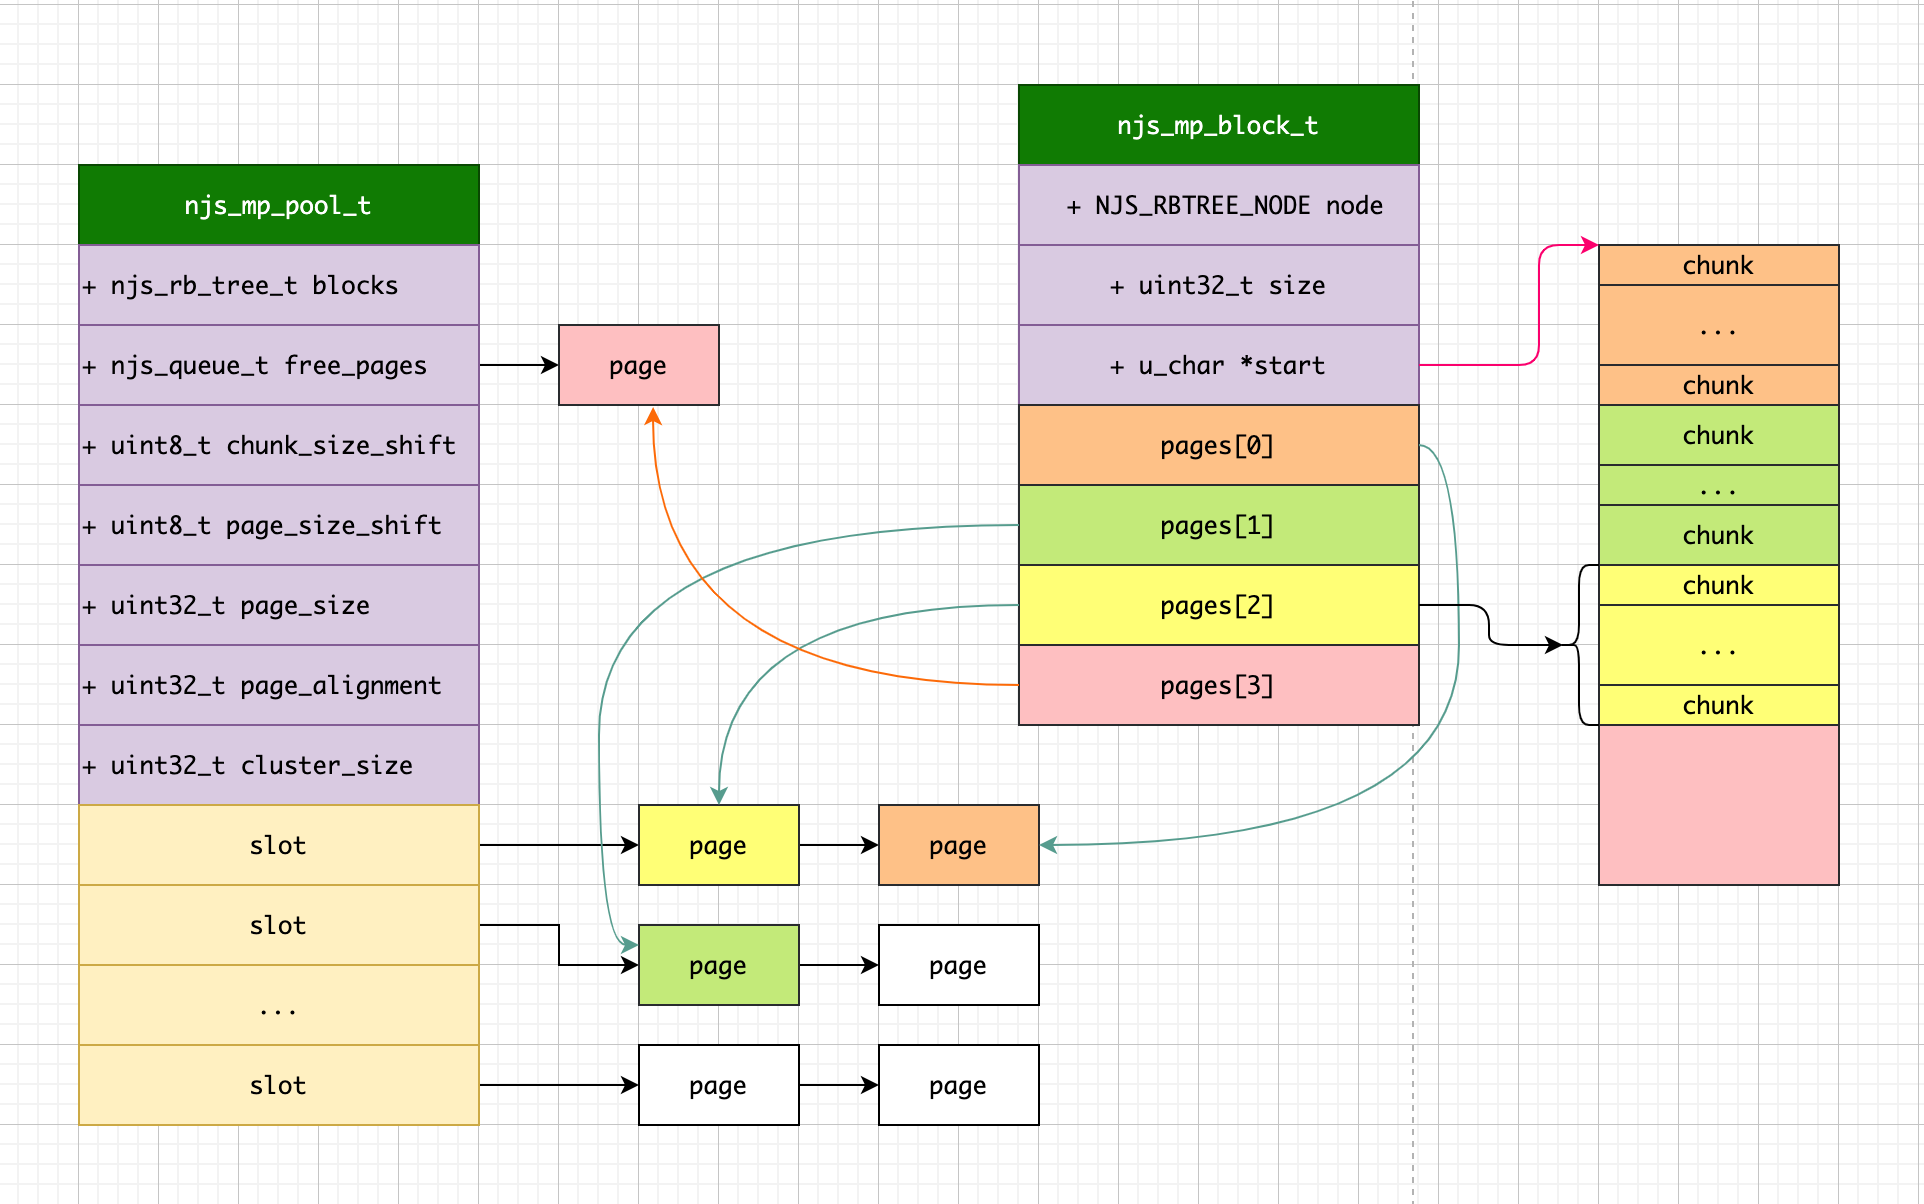 njs_mp_pool_t
+ njs_rb_tree_t blocks
+ njs_queue_t free_pages
+ uint8_t chunk_size_shift
+ uint8_t page_size_shift
+ uint32_t page_size
+ uint32_t page_alignment
+ uint32_t cluster_size
slot
slot
...
slot
page
page
page
page
page
page
page
njs_mp_block_t
+ NJS_RBTREE_NODE node
+ uint32_t size
+ u_char *start
pages[0]
pages[1]
pages[2]
pages[3]
chunk
...
chunk
chunk
...
chunk
chunk
...
chunk